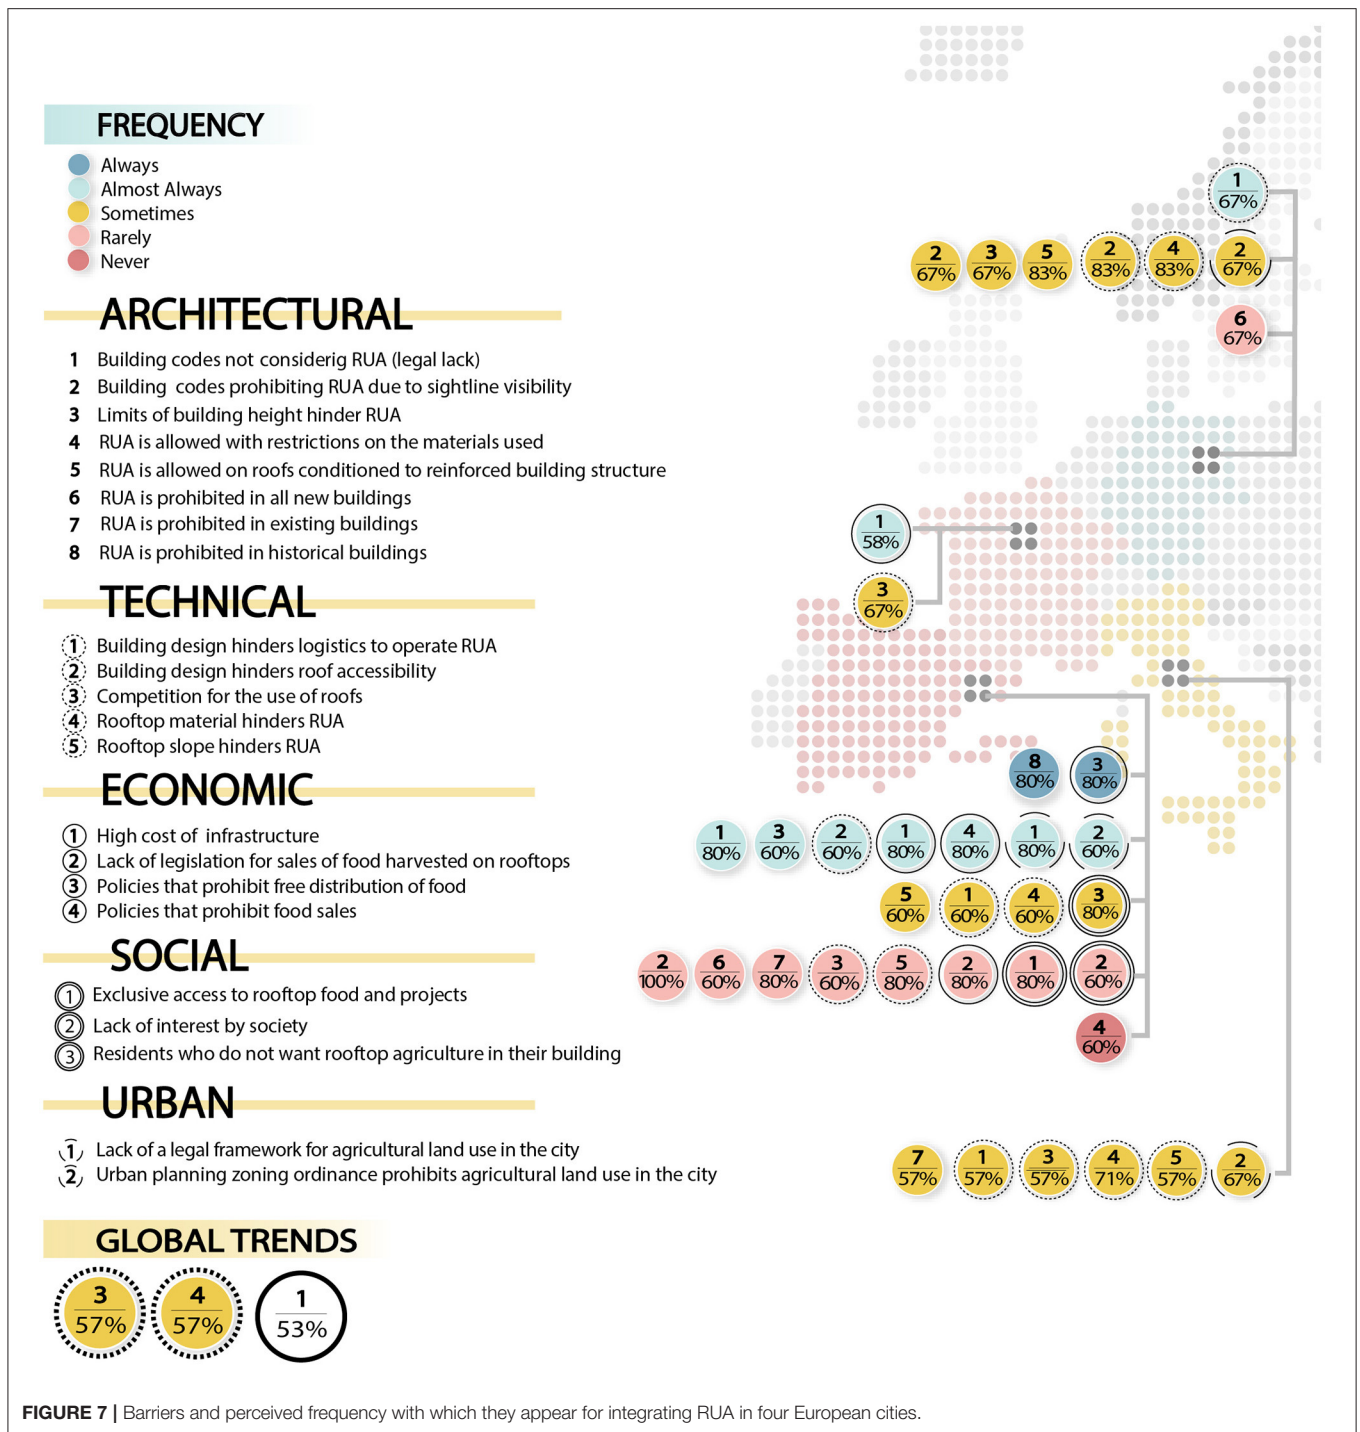 FREQUENCY
Always
Almost Always
Sometimes
Rarely
Never
ARCHITECTURAL
1 Building codes not considerig RUA (legal lack)
2 Building codes prohibiting RUA due to sightline visibility
3 Limits of building height hinder RUA
4 RUA is allowed with restrictions on the materials used
5 RUA is allowed on roofs conditioned to reinforced building structure
6 RUA is prohibited in all new buildings
7 RUA is prohibited in existing buildings
8 RUA is prohibited in historical buildings
TECHNICAL
1 Building design hinders logistics to operate RUA
2 Building design hinders roof accessibility
3 Competition for the use of roofs
4 Rooftop material hinders RUA
5 Rooftop slope hinders RUA
ECONOMIC
1 High cost of infrastructure
2 Lack of legislation for sales of food harvested on rooftops
3 Policies that prohibit free distribution of food
4 Policies that prohibit food sales
SOCIAL
1 Exclusive access to rooftop food and projects
2 Lack of interest by society
3 Residents who do not want rooftop agriculture in their building
URBAN
1 Lack of a legal framework for agricultural land use in the city
2 Urban planning zoning ordinance prohibits agricultural land use in the city
GLOBAL TRENDS
3 4 1
57% 57% 53%
1
67%
2 3 5 2 4 2
67% 67% 83% 83% 83% 67%
6
67%
1
58%
3
67%
8 3
80% 80%
1 3 2 1 4 1 2
80% 60% 60% 80% 80% 80% 60%
5 1 4 3
60% 60% 60% 80%
2 6 7 3 5 2 1 2
100% 60% 80% 60% 80% 80% 80% 60%
4
60%
7 1 3 4 5 2
57% 57% 57% 71% 57% 67%
FIGURE 7 | Barriers and perceived frequency with which they appear for integrating RUA in four European cities.